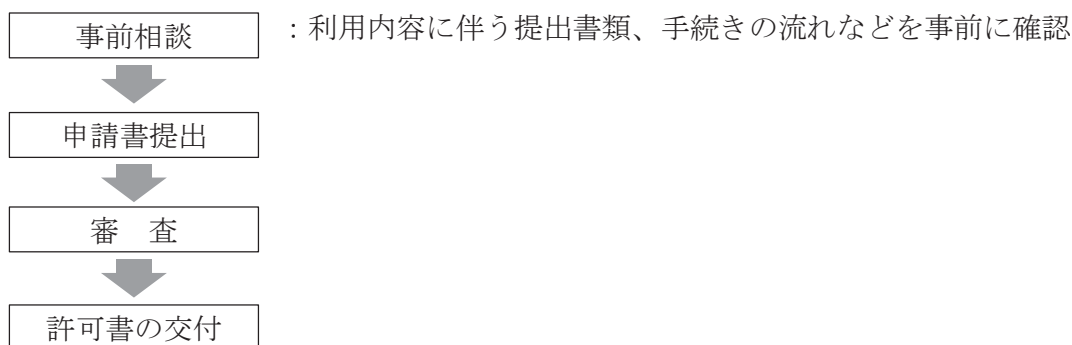 事前相談 ：利用内容に伴う提出書類、手続きの流れなどを事前に確認
申請書提出
審　査
許可書の交付